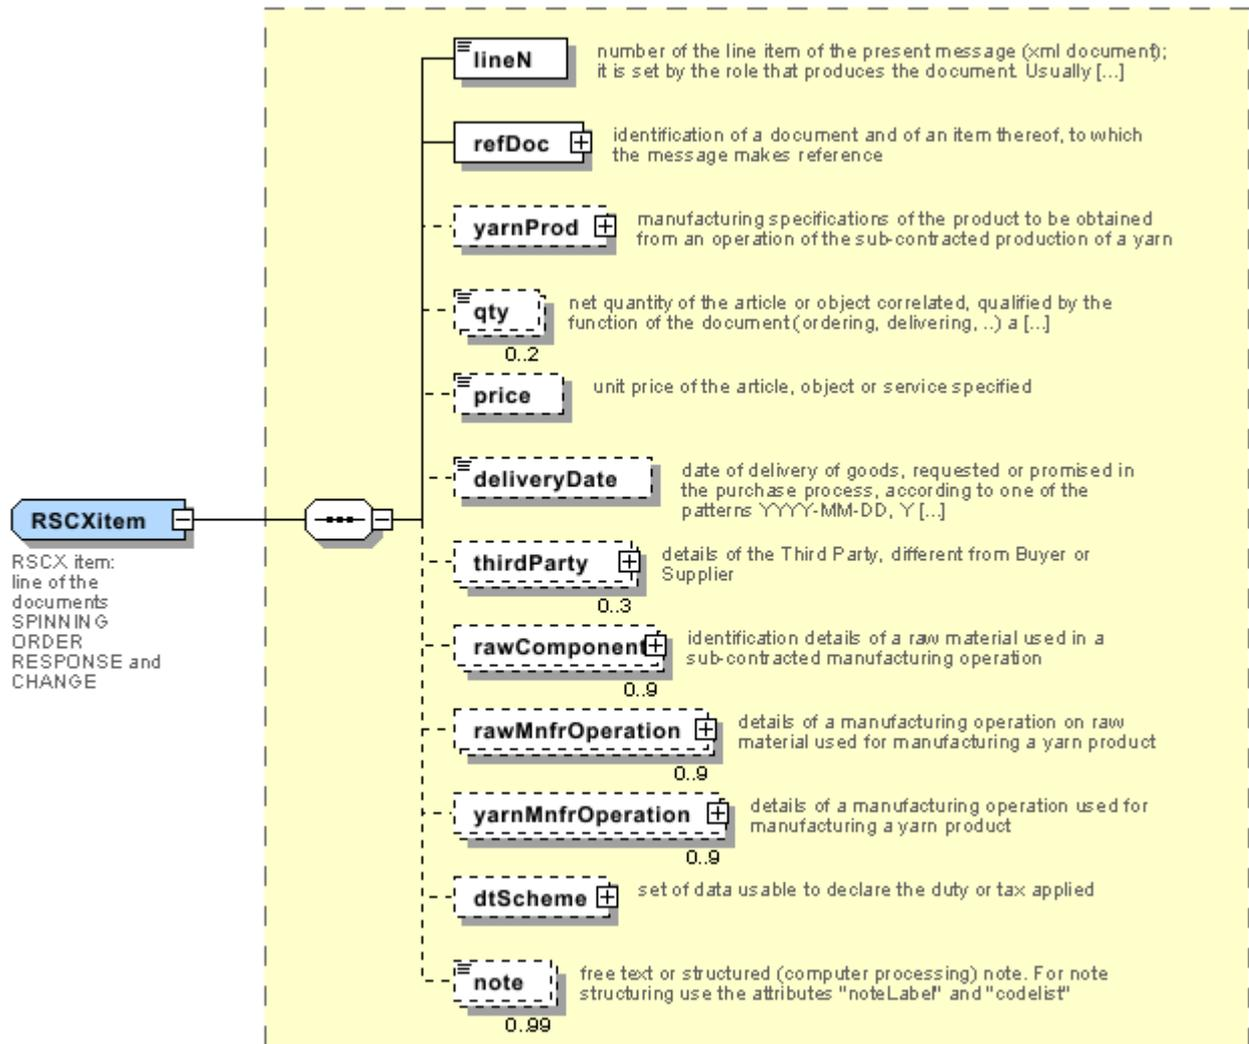 lineN
number of the line item of the present message (xml document);
it is set by the role that produces the document. Usually [...]
refDoc
identification of a document and of an item thereof, to which
the message makes reference
yarnProd
manufacturing specifications of the product to be obtained
from an operation of the sub-contracted production of a yarn
qty
net quantity of the article or object correlated, qualified by the
function of the document (ordering, delivering, ..) a [...]
0..2
price
unit price of the article, object or service specified
deliveryDate
date of delivery of goods, requested or promised in
the purchase process, according to one of the
patterns YYYY-MM-DD, Y [...]
RSCXitem
RSCX item:
line of the
documents
SPINNING
ORDER
RESPONSE and
CHANGE
thirdParty
details of the Third Party, different from Buyer or
Supplier
0..3
rawComponent
identification details of a raw material used in a
sub-contracted manufacturing operation
0..9
rawMnfrOperation
details of a manufacturing operation on raw
material used for manufacturing a yarn product
0..9
yarnMnfrOperation
details of a manufacturing operation used for
manufacturing a yarn product
0..9
dtScheme
set of data usable to declare the duty or tax applied
note
free text or structured (computer processing) note. For note
structuring use the attributes "noteLabel" and "codelist"
0..99